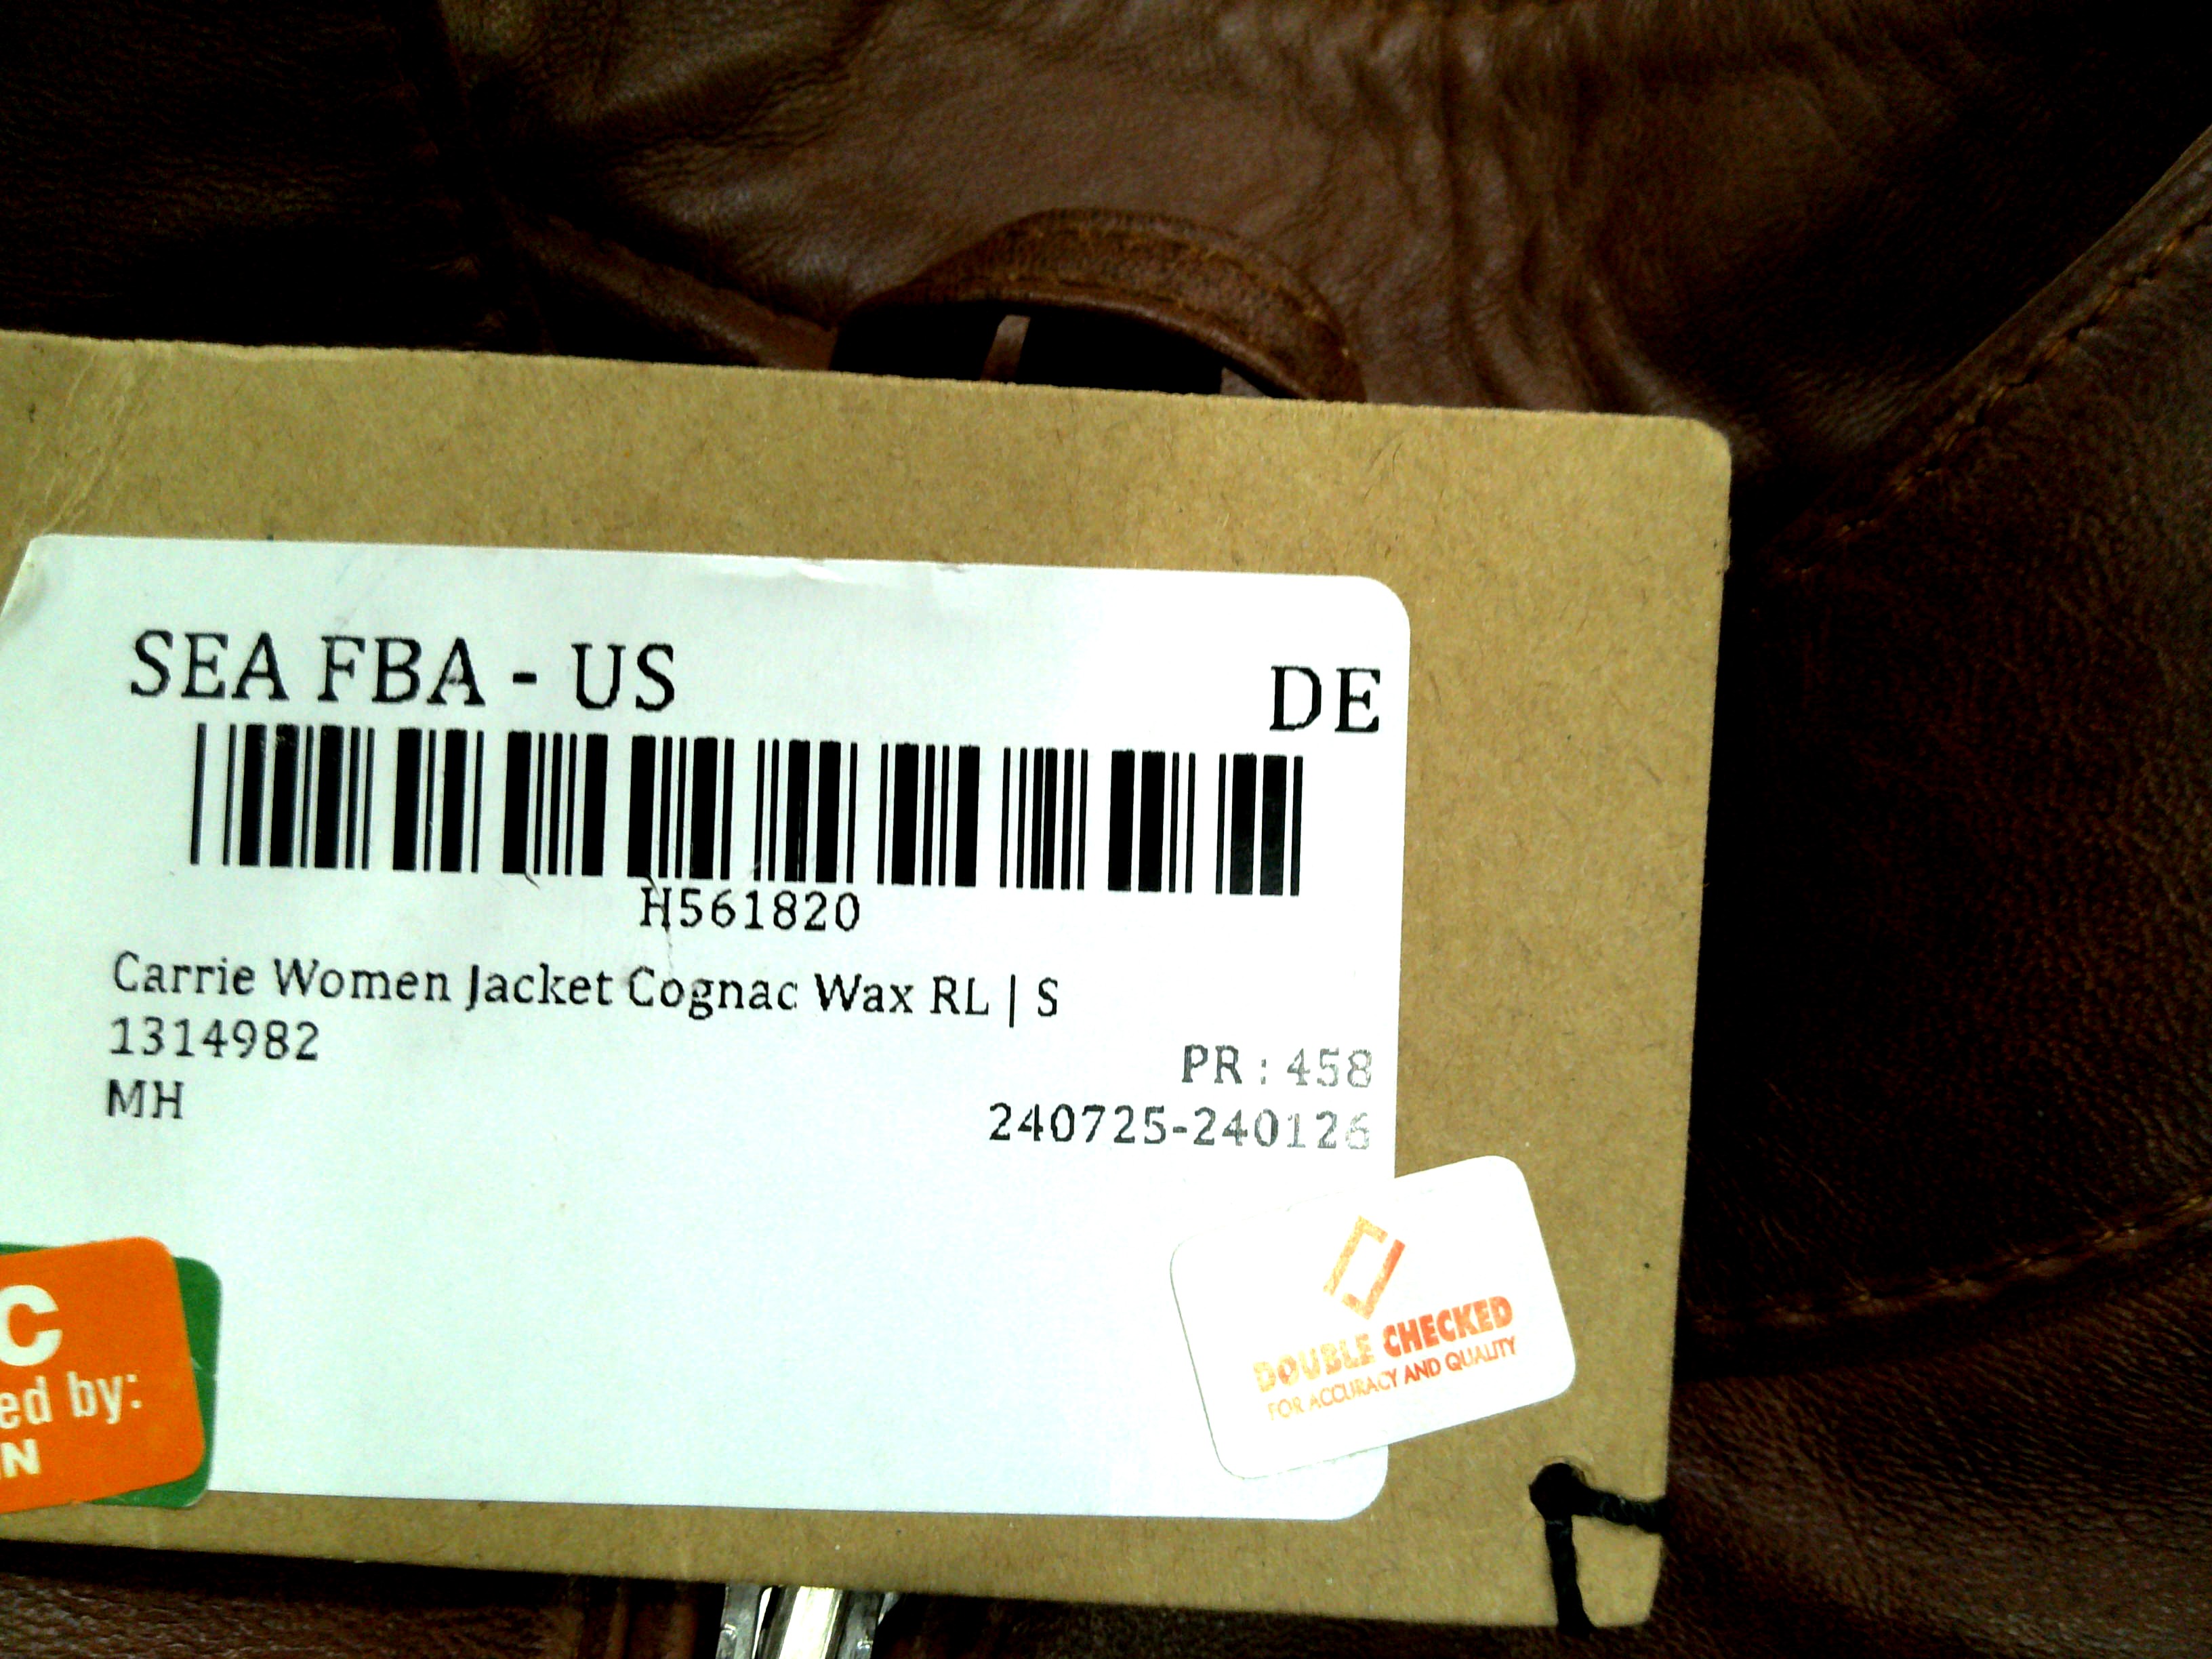 SEA FBA - US
DE
H561820
Carrie Women Jacket Cognac Wax RL | S
1314982
PR : 458
MH
240725-240126
DOUBLE CHECKED
FOR ACCURACY AND QUALITY
C
ed by:
N